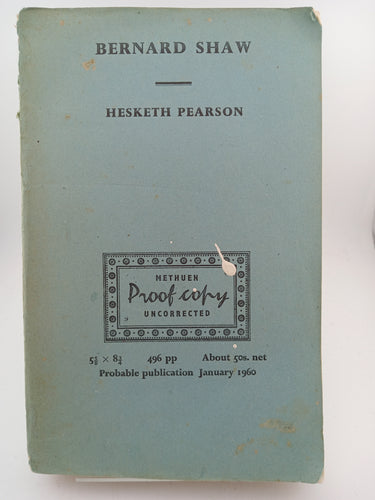 BERNARD SHAW
HESKETH PEARSON
METHUEN
Proof copy
UNCORRECTED
5⅜ × 8¾ 496 pp About 50s. net
Probable publication January 1960